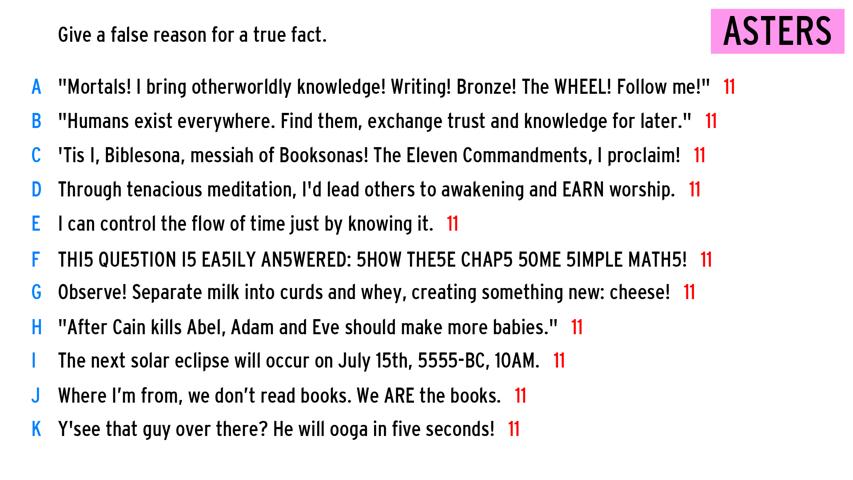 Give a false reason for a true fact.
ASTERS
A "Mortals! I bring otherworldly knowledge! Writing! Bronze! The WHEEL! Follow me!" 11
B "Humans exist everywhere. Find them, exchange trust and knowledge for later." 11
C 'Tis I, Biblesona, messiah of Booksonas! The Eleven Commandments, I proclaim! 11
D Through tenacious meditation, I'd lead others to awakening and EARN worship. 11
E I can control the flow of time just by knowing it. 11
F THI5 QUE5TION I5 EA5ILY AN5WERED: 5HOW THE5E CHAP5 5OME 5IMPLE MATH5! 11
G Observe! Separate milk into curds and whey, creating something new: cheese! 11
H "After Cain kills Abel, Adam and Eve should make more babies." 11
I The next solar eclipse will occur on July 15th, 5555-BC, 10AM. 11
J Where I’m from, we don’t read books. We ARE the books. 11
K Y'see that guy over there? He will ooga in five seconds! 11